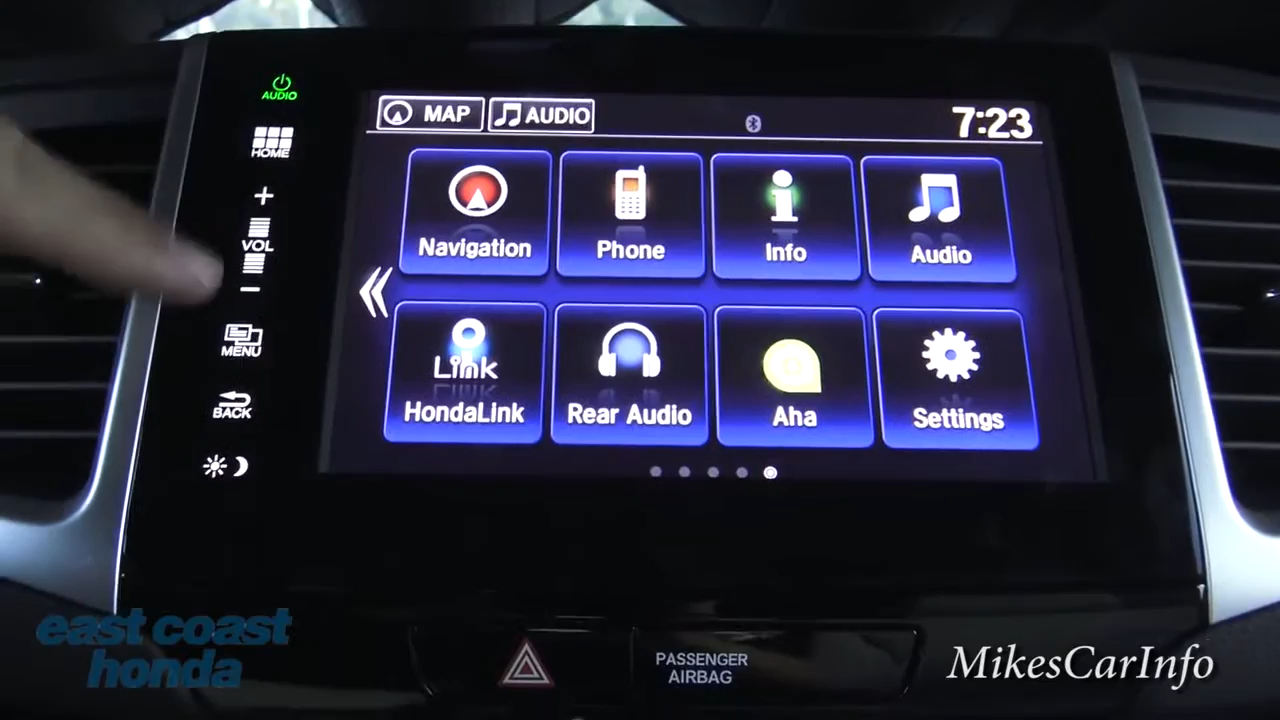 AUDIO
HOME
+
VOL
-
MENU
BACK
MAP AUDIO 7:23
Navigation Phone Info Audio
Link
HondaLink Rear Audio Aha Settings
PASSENGER
AIRBAG
east coast
honda
MikesCarInfo